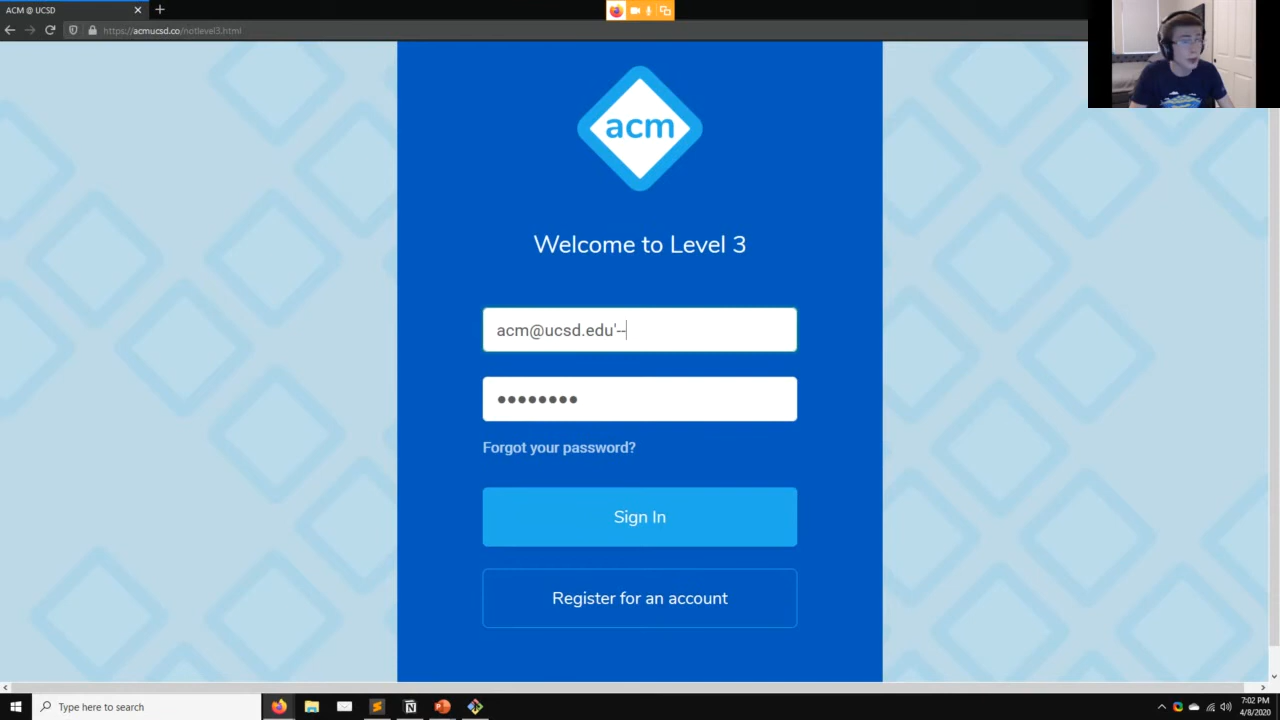 ACM @ UCSD
https://acmucsd.co/notlevel3.html
acm
Welcome to Level 3
acm@ucsd.edu'--
Forgot your password?
Sign In
Register for an account
Type here to search
7:02 PM
4/8/2020